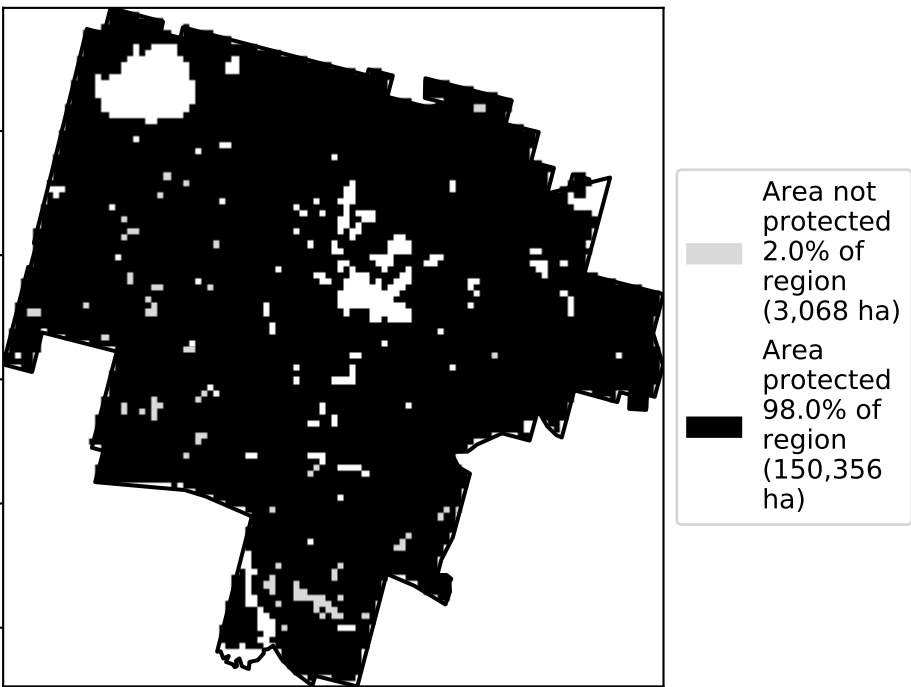 Area not
protected
2.0% of
region
(3,068 ha)
Area
protected
98.0% of
region
(150,356
ha)